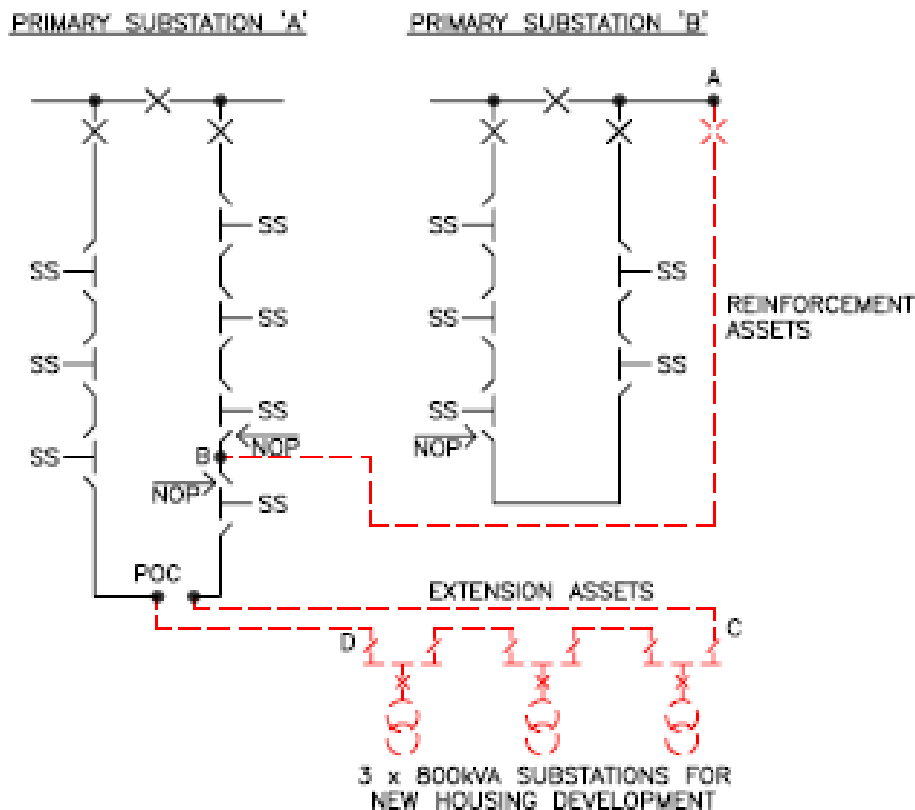 PRIMARY SUBSTATION 'A'
PRIMARY SUBSTATION 'B'
A
SS
SS
SS
SS
SS
SS
REINFORCEMENT
ASSETS
SS
SS
SS
SS
SS
SS
NOP
NOP
B
NOP
SS
POC
EXTENSION ASSETS
D
C
3 x 800kVA SUBSTATIONS FOR
NEW HOUSING DEVELOPMENT